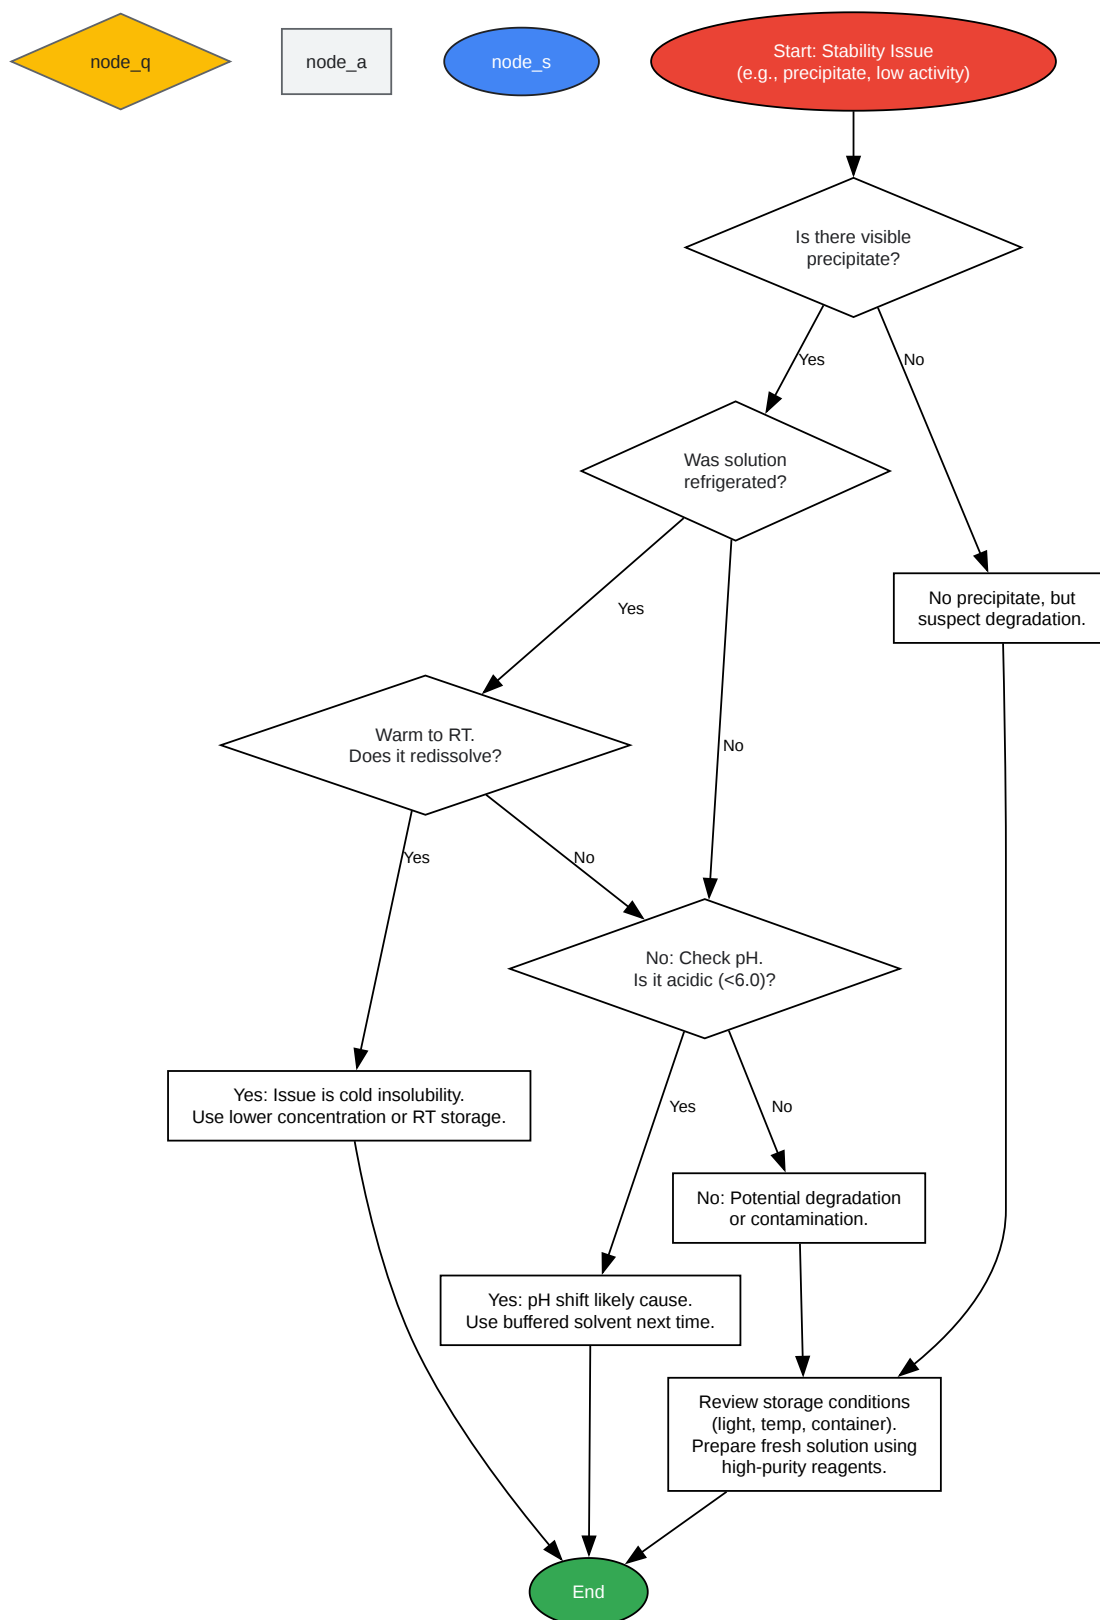 node_q
node_a
node_s
Start: Stability Issue
(e.g., precipitate, low activity)
Is there visible
precipitate?
Yes
No
Was solution
refrigerated?
Yes
No precipitate, but
suspect degradation.
Warm to RT.
Does it redissolve?
No
Yes
No
No: Check pH.
Is it acidic (<6.0)?
Yes: Issue is cold insolubility.
Use lower concentration or RT storage.
Yes
No
No: Potential degradation
or contamination.
Yes: pH shift likely cause.
Use buffered solvent next time.
Review storage conditions
(light, temp, container).
Prepare fresh solution using
high-purity reagents.
End